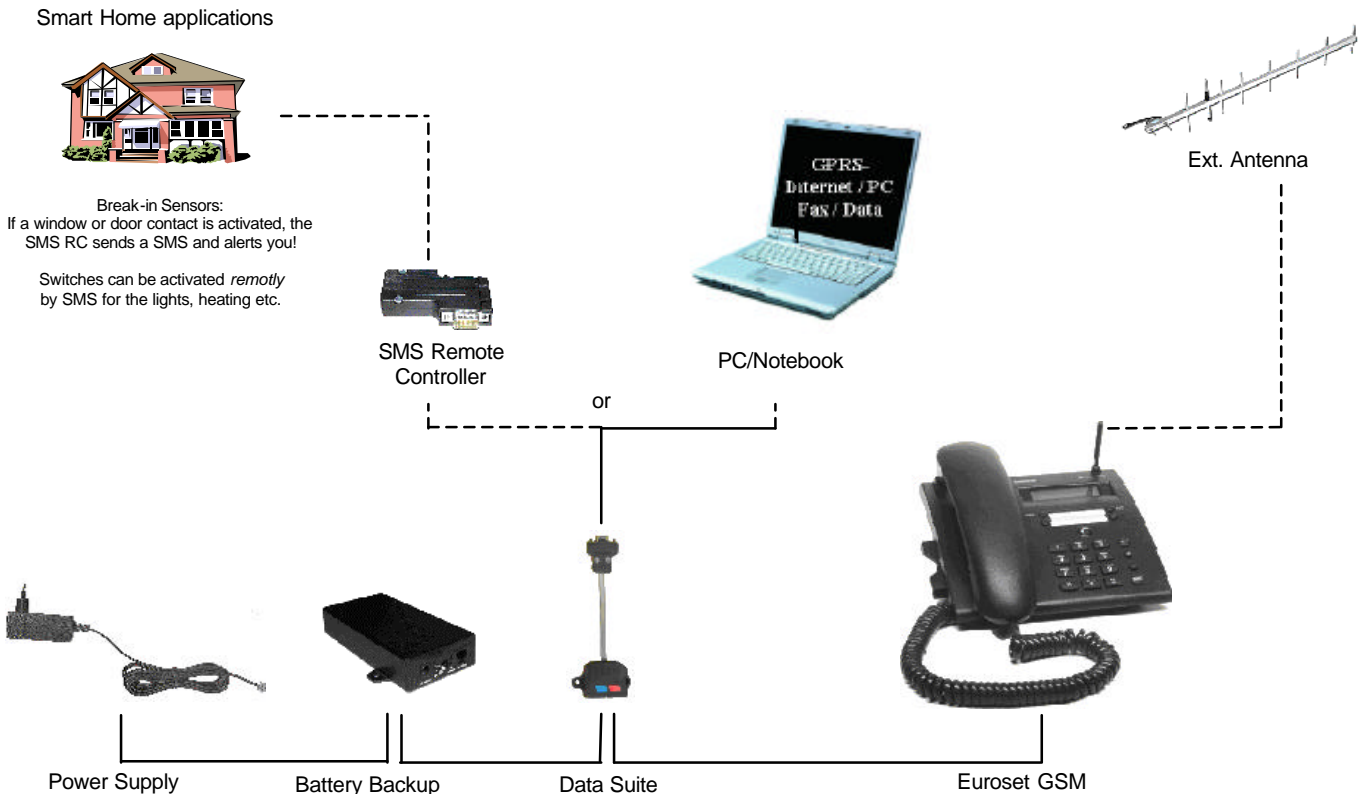 Smart Home applications
Break-in Sensors:
If a window or door contact is activated, the
SMS RC sends a SMS and alerts you!
Switches can be activated remotly
by SMS for the lights, heating etc.
GPRS-
Internet / PC
Fax / Data
Ext. Antenna
SMS Remote
Controller
PC/Notebook
or
Power Supply
Battery Backup
Data Suite
Euroset GSM